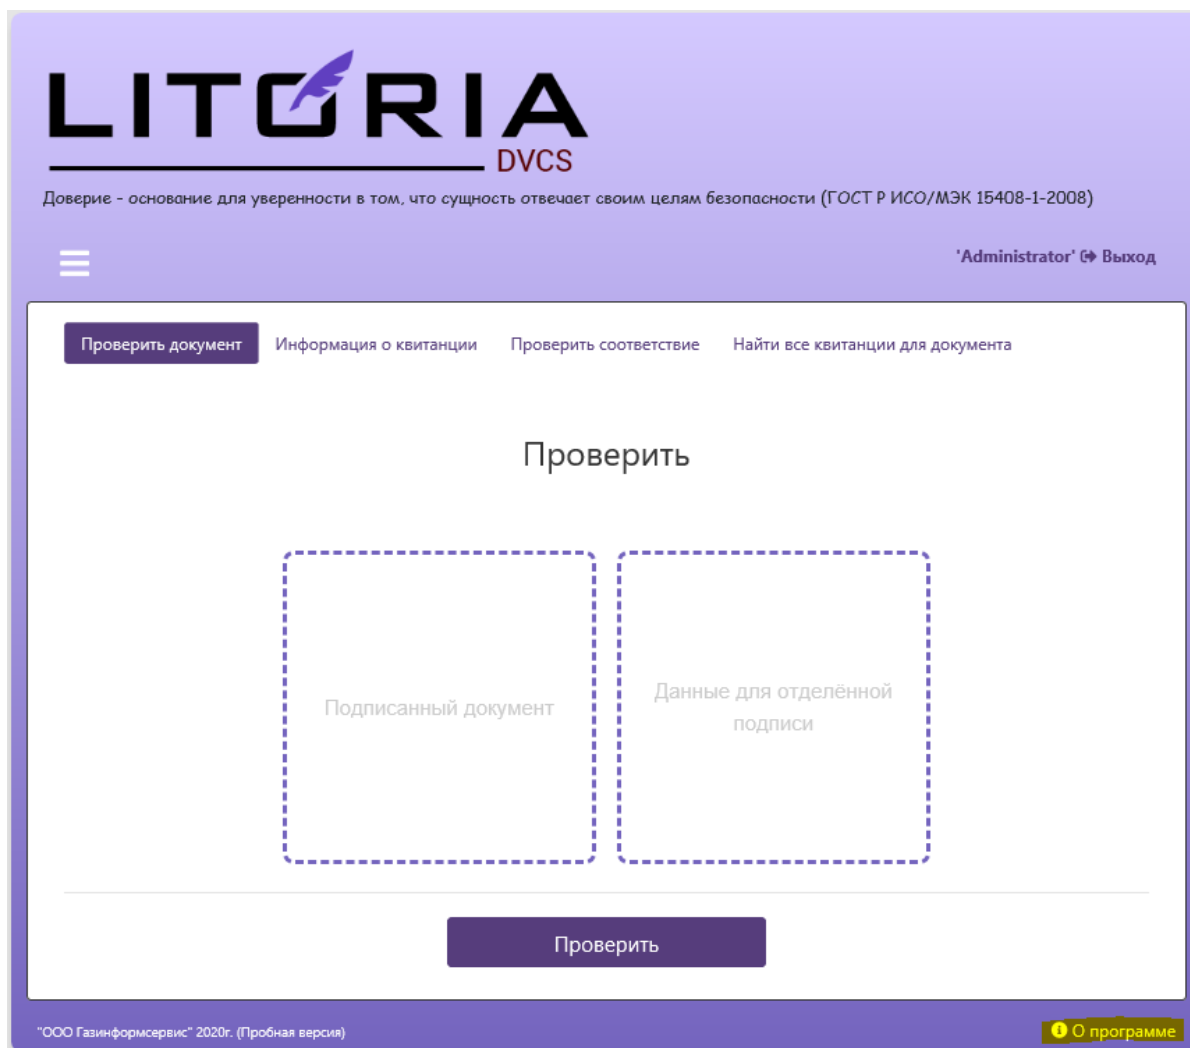 LITORIA
DVCS
Доверие - основание для уверенности в том, что сущность отвечает своим целям безопасности (ГОСТ Р ИСО/МЭК 15408-1-2008)
'Administrator' Выход
Проверить документ Информация о квитанции Проверить соответствие Найти все квитанции для документа
Проверить
Подписанный документ
Данные для отделённой
подписи
Проверить
"ООО Газинформсервис" 2020г. (Пробная версия) О программе